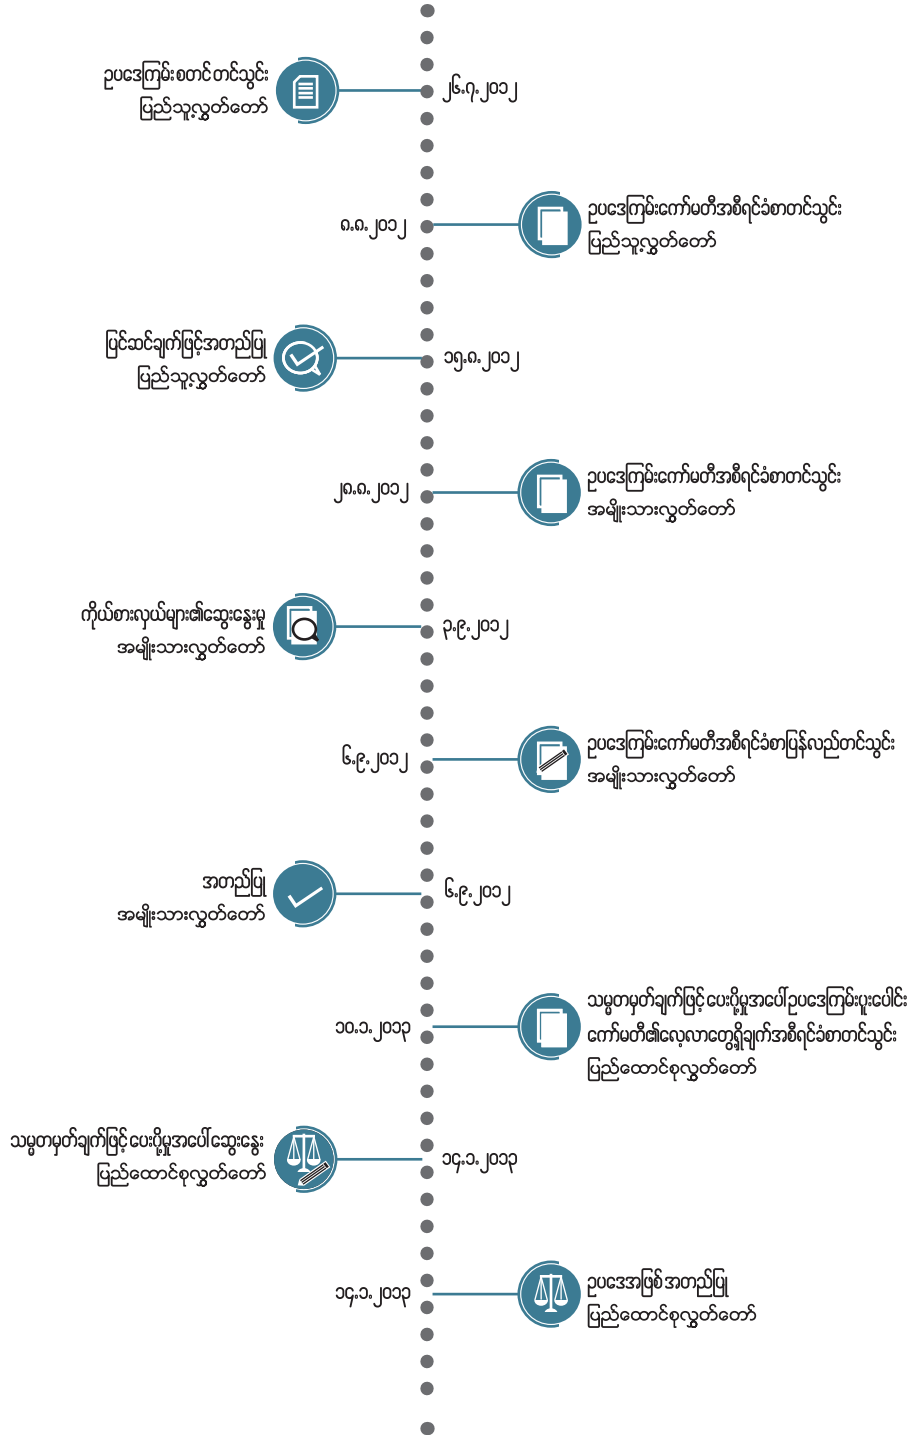 ဥပဒေကြမ်းစတင်တင်သွင်း
ပြည်သူ့လွှတ်တော်
၂၆.၇.၂၀၁၂
၈.၈.၂၀၁၂
ဥပဒေကြမ်းကော်မတီအစီရင်ခံစာတင်သွင်း
ပြည်သူ့လွှတ်တော်
ပြင်ဆင်ချက်ဖြင့်အတည်ပြု
ပြည်သူ့လွှတ်တော်
၁၅.၈.၂၀၁၂
၂၈.၈.၂၀၁၂
ဥပဒေကြမ်းကော်မတီအစီရင်ခံစာတင်သွင်း
အမျိုးသားလွှတ်တော်
ကိုယ်စားလှယ်များ၏ဆွေးနွေးမှု
အမျိုးသားလွှတ်တော်
၃.၉.၂၀၁၂
၆.၉.၂၀၁၂
ဥပဒေကြမ်းကော်မတီအစီရင်ခံစာပြန်လည်တင်သွင်း
အမျိုးသားလွှတ်တော်
အတည်ပြု
အမျိုးသားလွှတ်တော်
၆.၉.၂၀၁၂
၁၀.၁.၂၀၁၃
သမ္မတမှတ်ချက်ဖြင့်ပေးပို့မှုအပေါ်ဥပဒေကြမ်းပူးပေါင်း
ကော်မတီ၏လေ့လာတွေ့ရှိချက်အစီရင်ခံစာတင်သွင်း
ပြည်ထောင်စုလွှတ်တော်
သမ္မတမှတ်ချက်ဖြင့်ပေးပို့မှုအပေါ်ဆွေးနွေး
ပြည်ထောင်စုလွှတ်တော်
၁၄.၁.၂၀၁၃
၁၄.၁.၂၀၁၃
ဥပဒေအဖြစ်အတည်ပြု
ပြည်ထောင်စုလွှတ်တော်